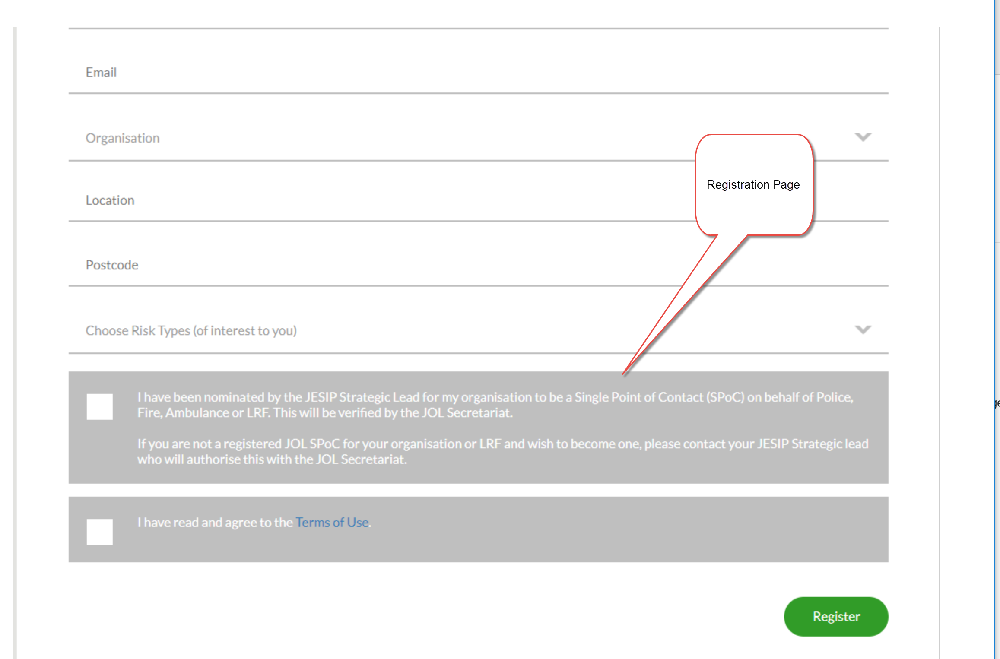 Email
Organisation
Registration Page
Location
Postcode
Choose Risk Types (of interest to you)
I have been nominated by the JESIP Strategic Lead for my organisation to be a Single Point of Contact (SPoC) on behalf of Police,
Fire, Ambulance or LRF. This will be verified by the JOL Secretariat.
If you are not a registered JOL SPoC for your organisation or LRF and wish to become one, please contact your JESIP Strategic lead
who will authorise this with the JOL Secretariat.
I have read and agree to the Terms of Use.
Register